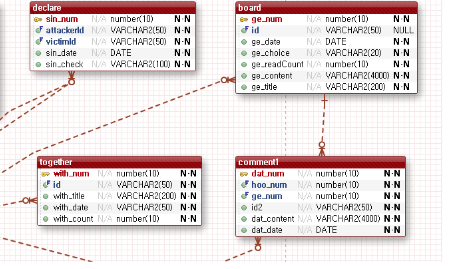 declare
sin_num N/A number(10) N-N
attackerId N/A VARCHAR2(50) N-N
victimId N/A VARCHAR2(50) N-N
sin_date N/A DATE N-N
sin_check N/A VARCHAR2(100) N-N
board
ge_num N/A number(10) N-N
id N/A VARCHAR2(50) NULL
ge_date N/A DATE N-N
ge_choice N/A VARCHAR2(20) N-N
ge_readCount N/A number(10) N-N
ge_content N/A VARCHAR2(4000) N-N
ge_title N/A VARCHAR2(200) N-N
together
with_num N/A number(10) N-N
id N/A VARCHAR2(50) N-N
with_title N/A VARCHAR2(200) N-N
with_date N/A VARCHAR2(50) N-N
with_count N/A number(10) N-N
comment1
dat_num N/A number(10) N-N
hoo_num N/A number(10) N-N
ge_num N/A number(10) N-N
id2 N/A VARCHAR2(50) N-N
dat_content N/A VARCHAR2(4000) N-N
dat_date N/A DATE N-N